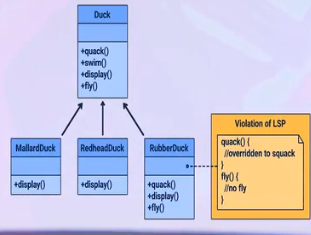 Duck
+quack()
+swim()
+display()
+fly()
MallardDuck
RedheadDuck
RubberDuck
+display()
+display()
+quack()
+display()
+fly()
Violation of LSP
quack() {
//overridden to squack
}
fly() {
//no fly
}